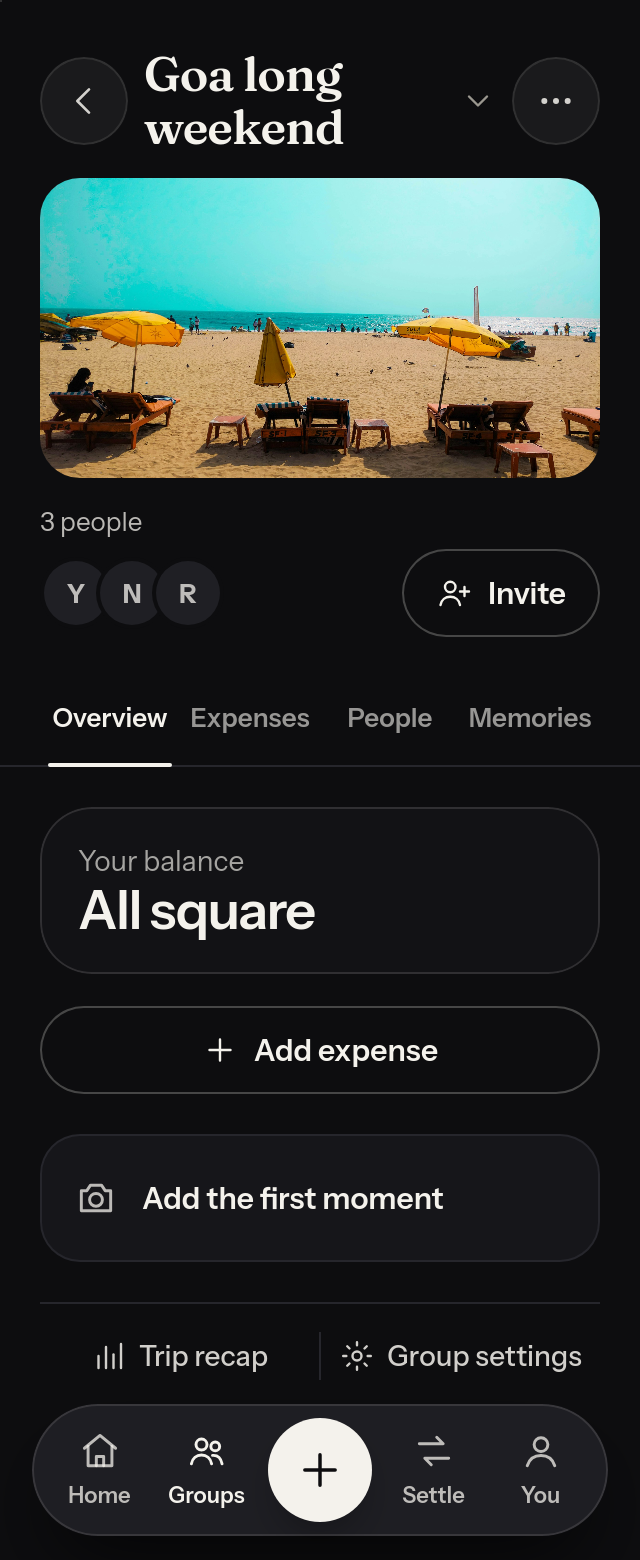 Goa long
weekend
3 people
Y N R
Invite
Overview Expenses People Memories
Your balance
All square
Add expense
Add the first moment
Trip recap Group settings
Home Groups Settle You